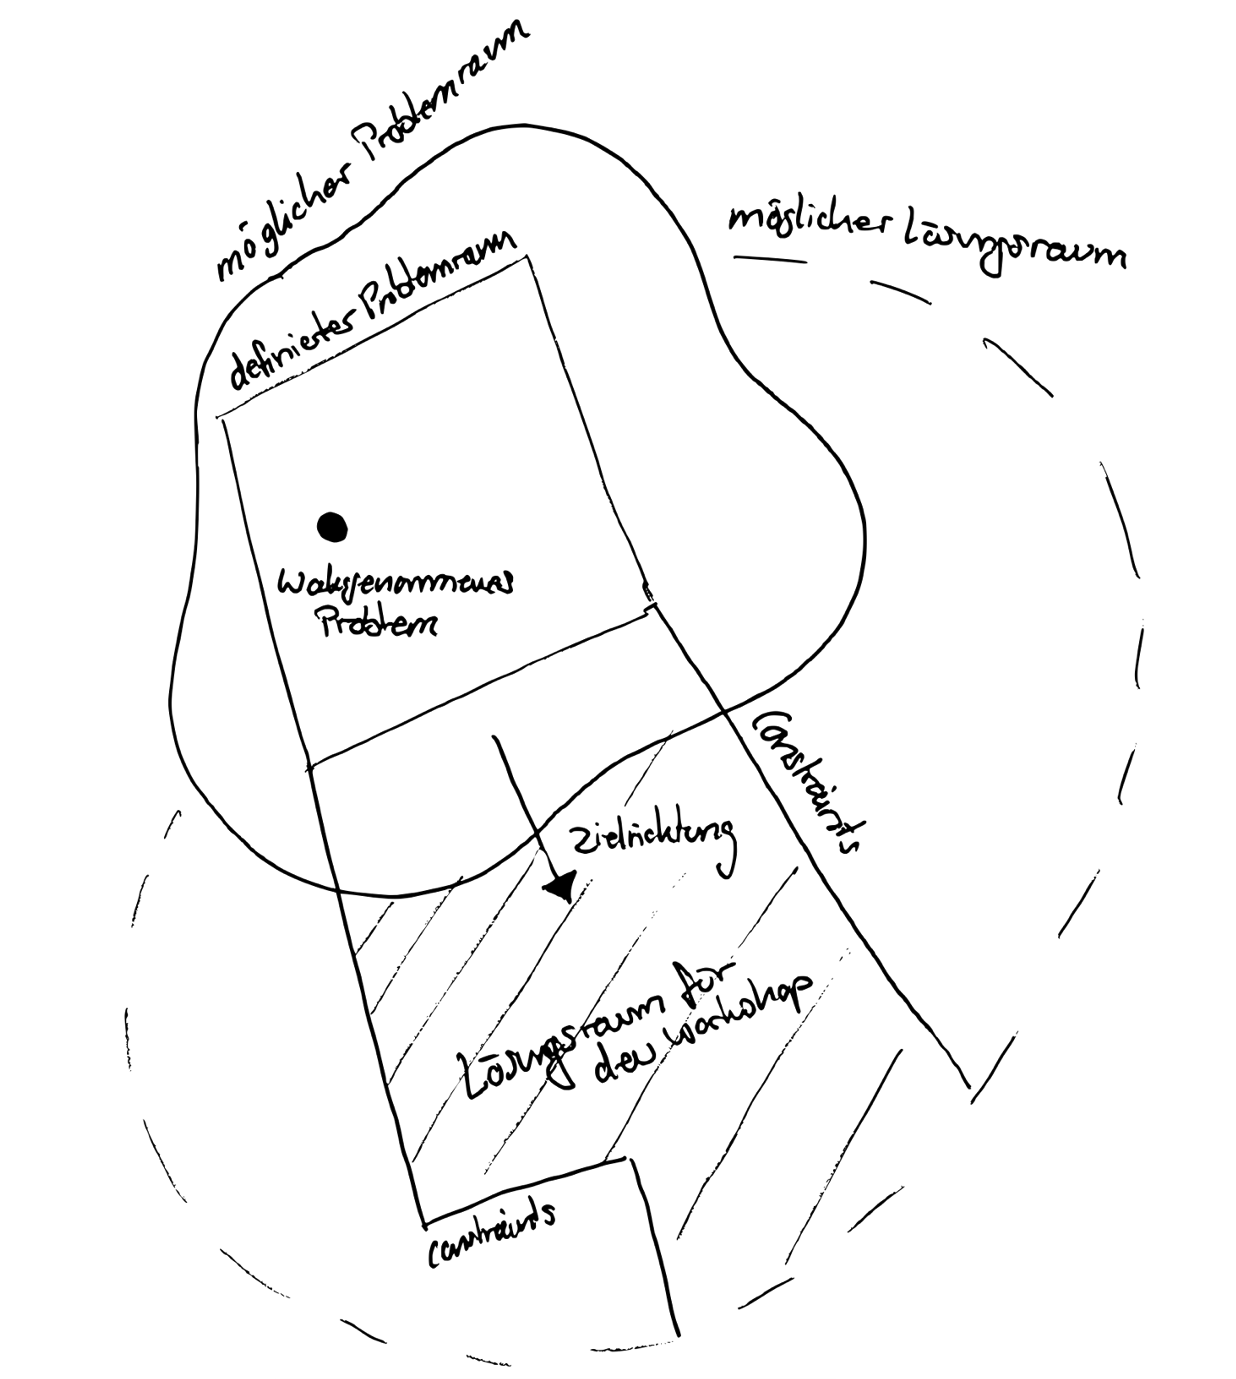 möglicher Problemraum
möglicher Lösungsraum
definierter Problemraum
Wahrgenommenes
Problem
Constraints
Zielrichtung
Lösungsraum für
den Workshop
constraints